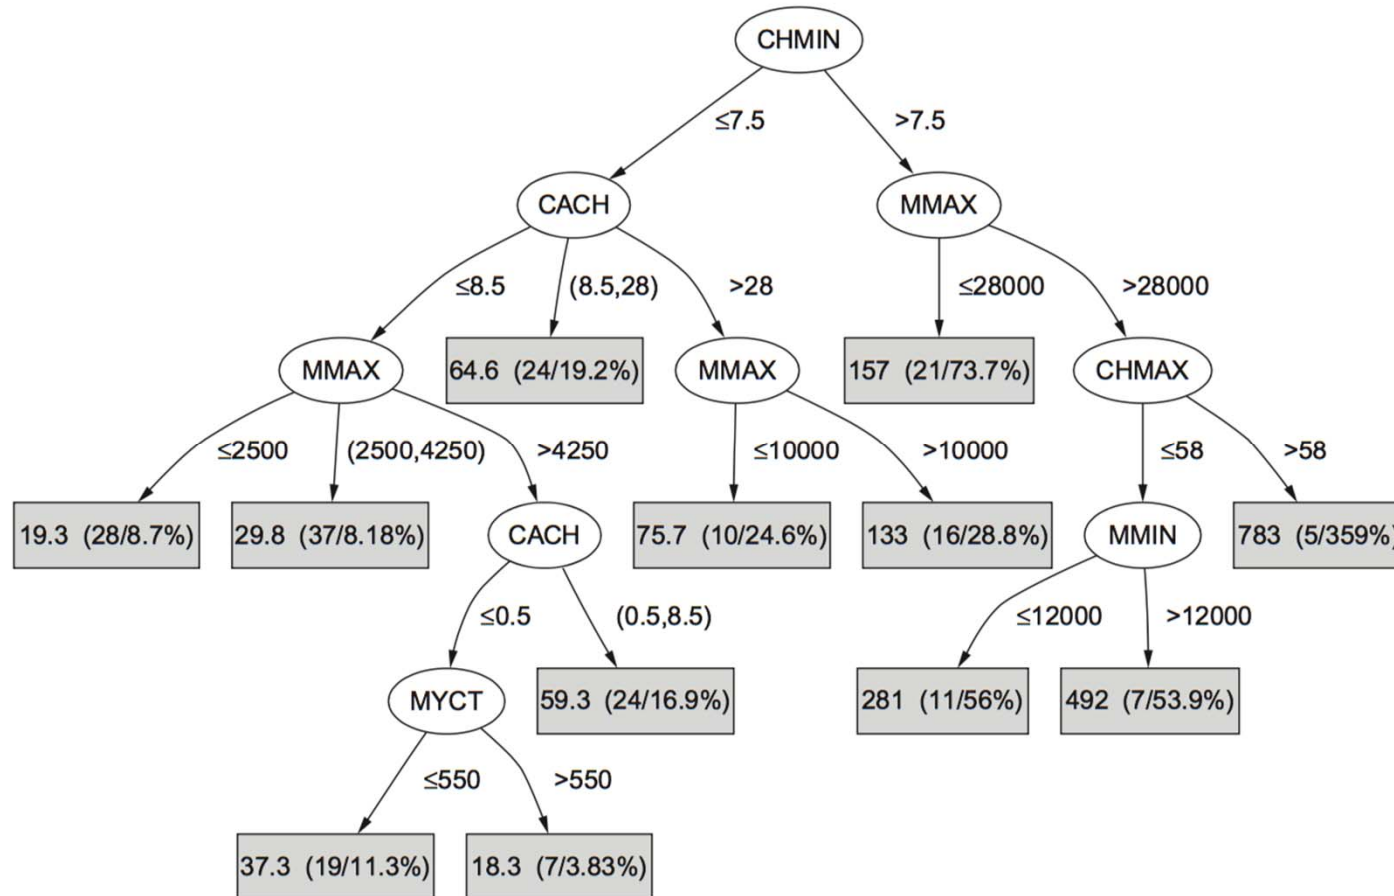 CHMIN
≤7.5 >7.5
CACH MMAX
≤8.5 (8.5,28) >28 ≤28000 >28000
MMAX 64.6 (24/19.2%) MMAX 157 (21/73.7%) CHMAX
≤2500 (2500,4250) >4250 ≤10000 >10000 ≤58 >58
19.3 (28/8.7%) 29.8 (37/8.18%) CACH 75.7 (10/24.6%) 133 (16/28.8%) MMIN 783 (5/359%)
≤0.5 (0.5,8.5) ≤12000 >12000
MYCT 59.3 (24/16.9%) 281 (11/56%) 492 (7/53.9%)
≤550 >550
37.3 (19/11.3%) 18.3 (7/3.83%)